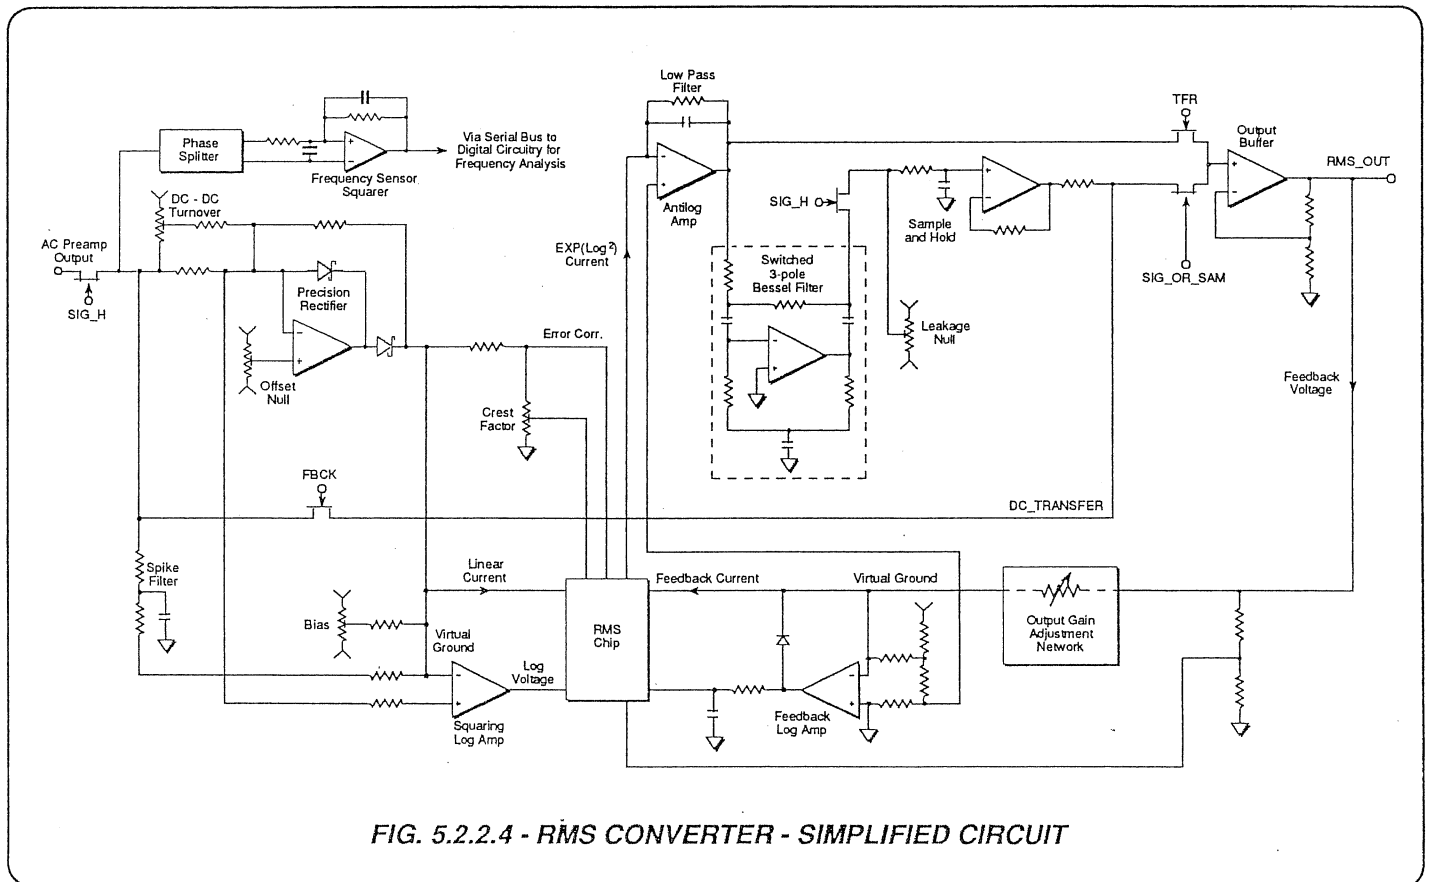 Low Pass
Filter
TFR
Output
Buffer
RMS_OUT
Phase
Splitter
Via Serial Bus to
Digital Circuitry for
Frequency Analysis
Frequency Sensor
Squarer
+
−
−
+
Antilog
Amp
SIG_H
+
−
Sample
and Hold
+
−
SIG_OR_SAM
DC - DC
Turnover
AC Preamp
Output
SIG_H
Precision
Rectifier
−
+
Offset
Null
EXP(Log²)
Current
Switched
3-pole
Bessel Filter
−
+
Leakage
Null
Error Corr.
Crest
Factor
Feedback
Voltage
FBCK
DC_TRANSFER
Spike
Filter
Linear
Current
Feedback Current
Virtual Ground
Bias
Virtual
Ground
RMS
Chip
Output Gain
Adjustment
Network
Log
Voltage
−
+
Squaring
Log Amp
−
+
Feedback
Log Amp
FIG. 5.2.2.4 - RMS CONVERTER - SIMPLIFIED CIRCUIT